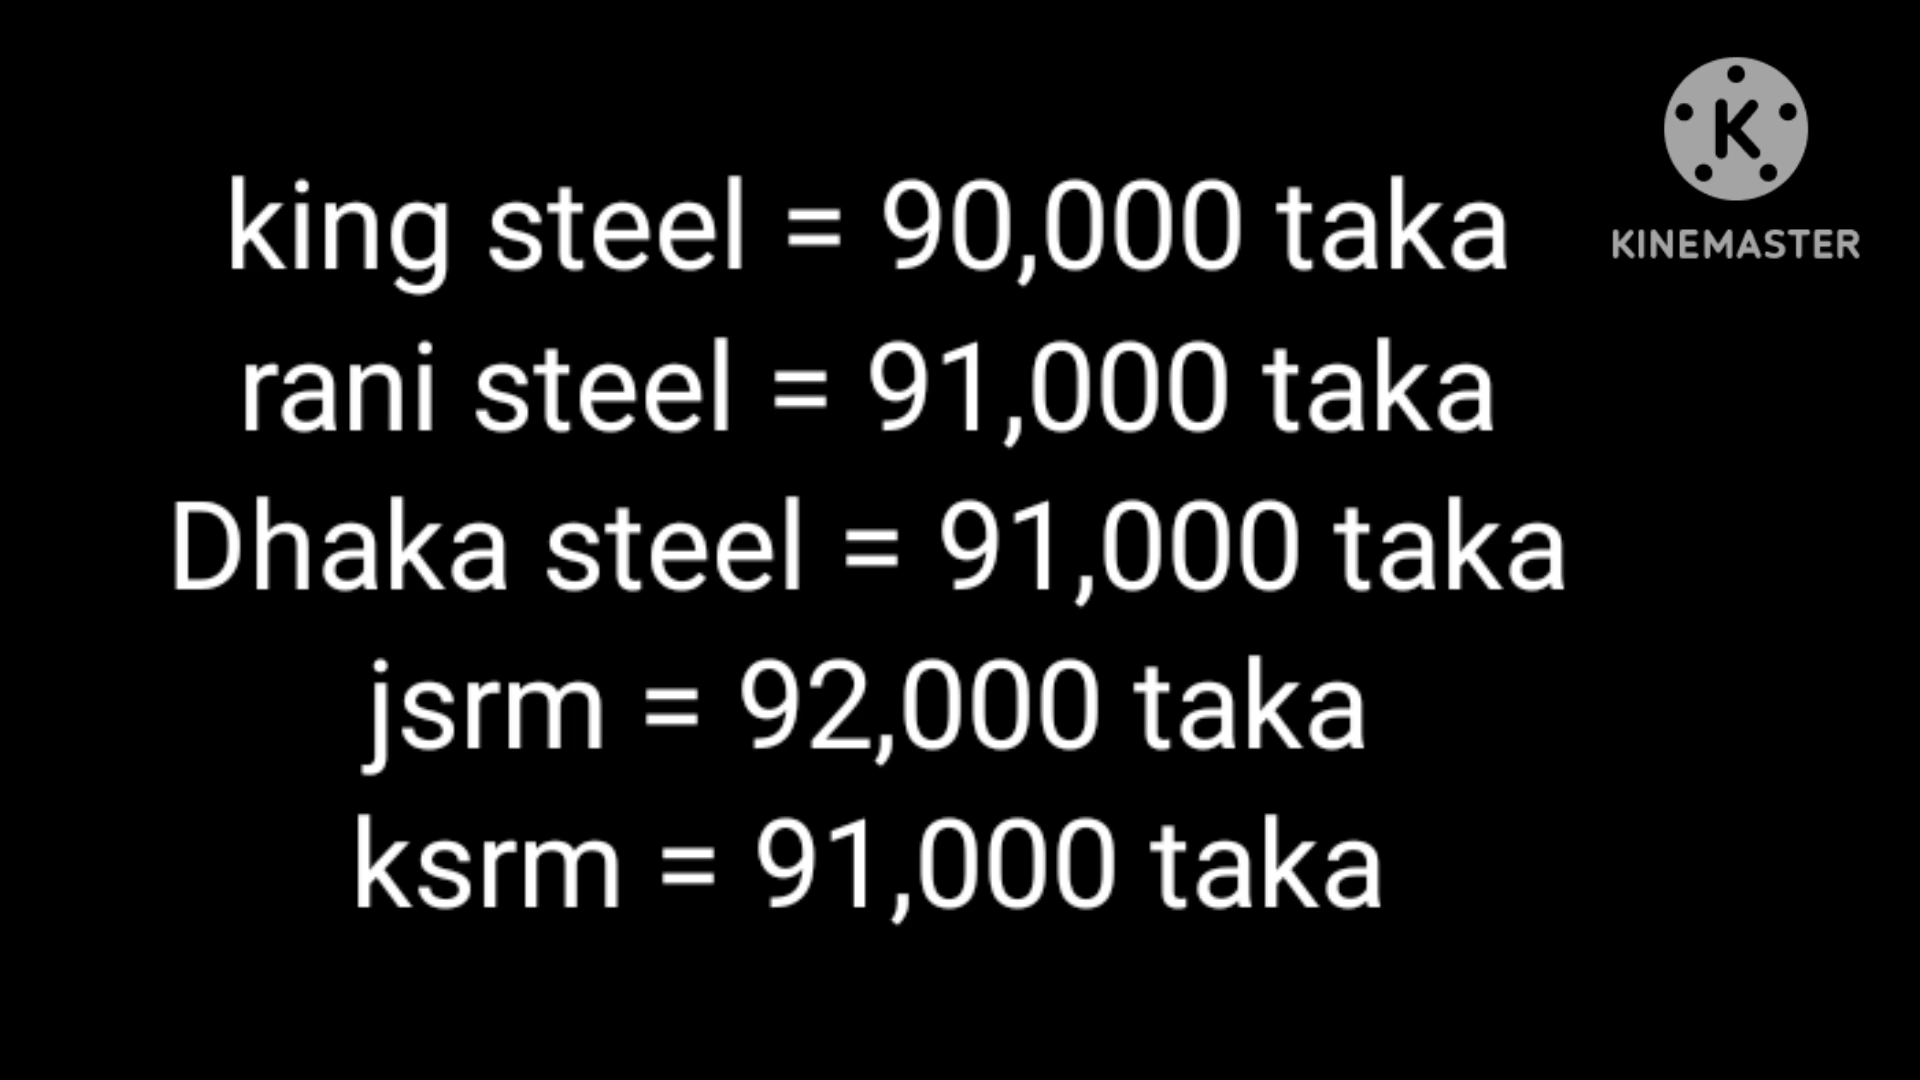 king steel = 90,000 taka
rani steel = 91,000 taka
Dhaka steel = 91,000 taka
jsrm = 92,000 taka
ksrm = 91,000 taka
K
KINEMASTER